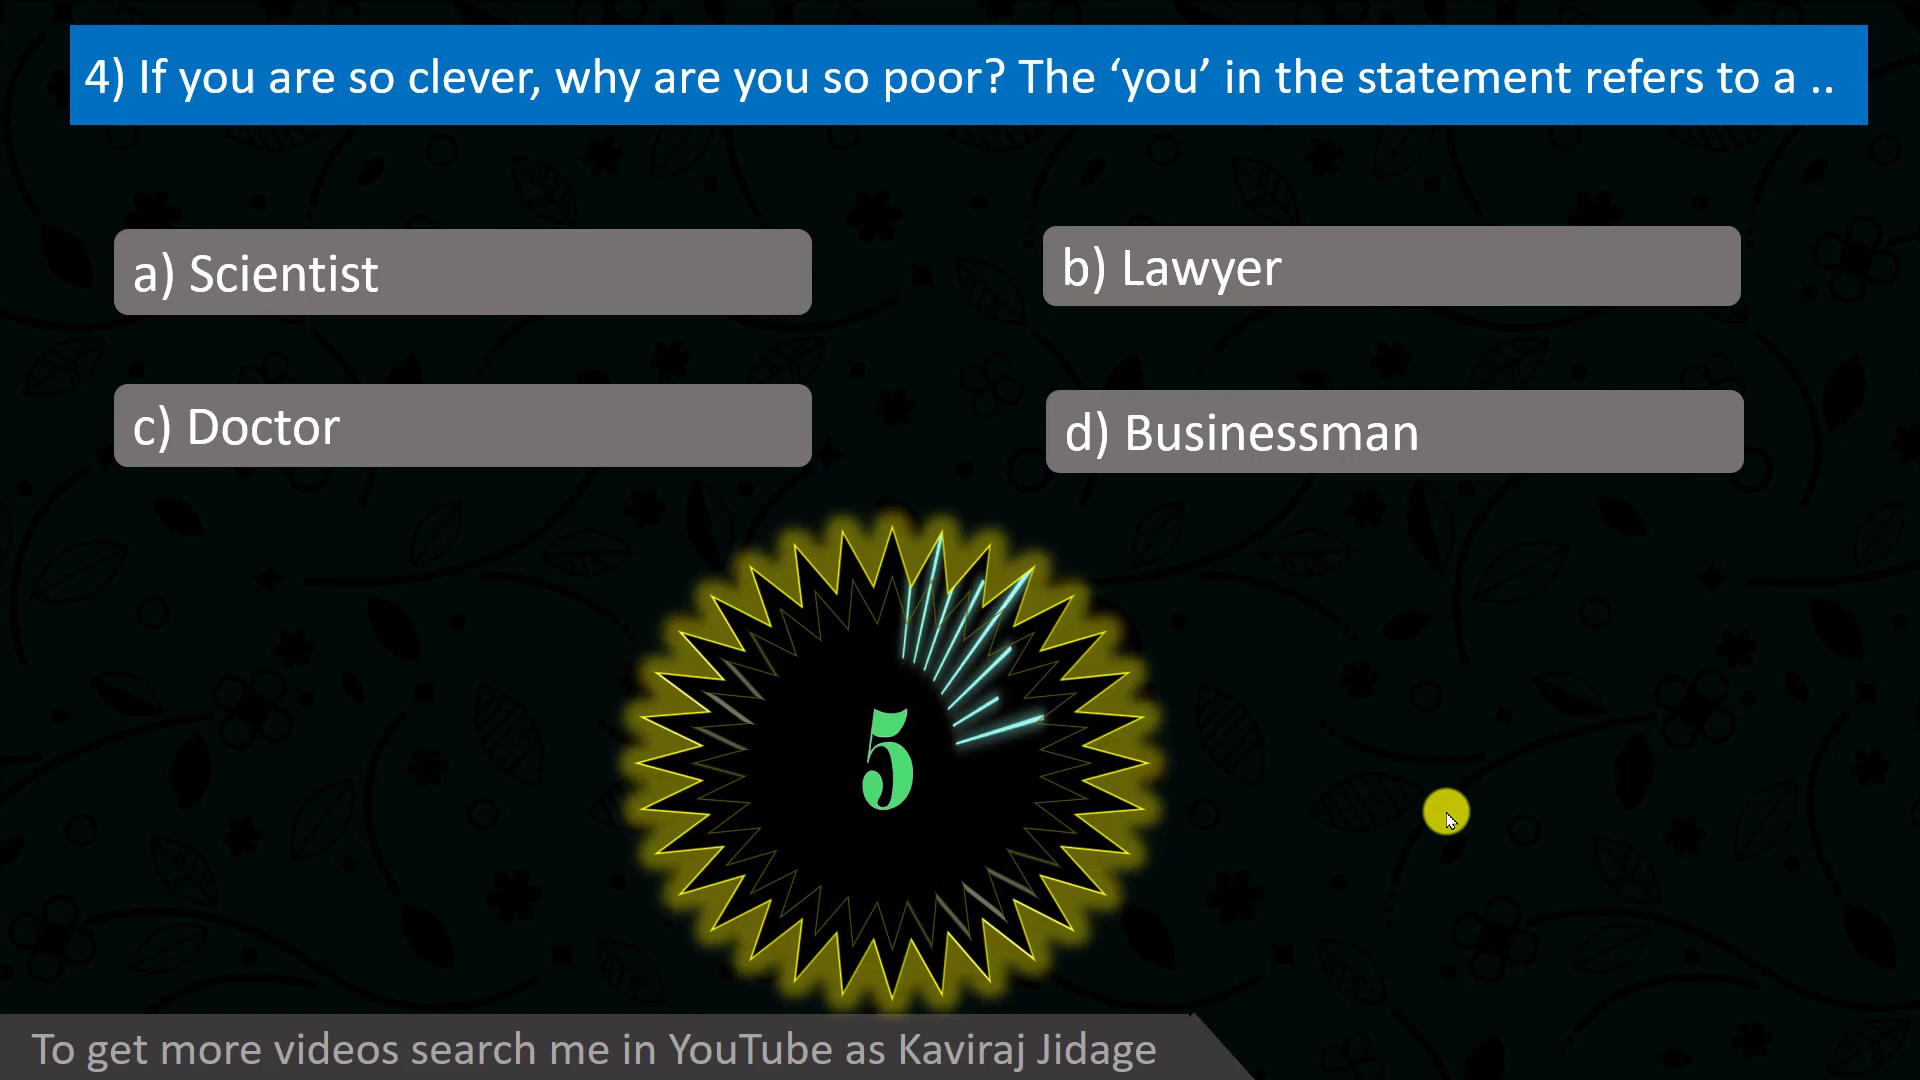 4) If you are so clever, why are you so poor? The ‘you’ in the statement refers to a ..
a) Scientist
b) Lawyer
c) Doctor
d) Businessman
5
To get more videos search me in YouTube as Kaviraj Jidage